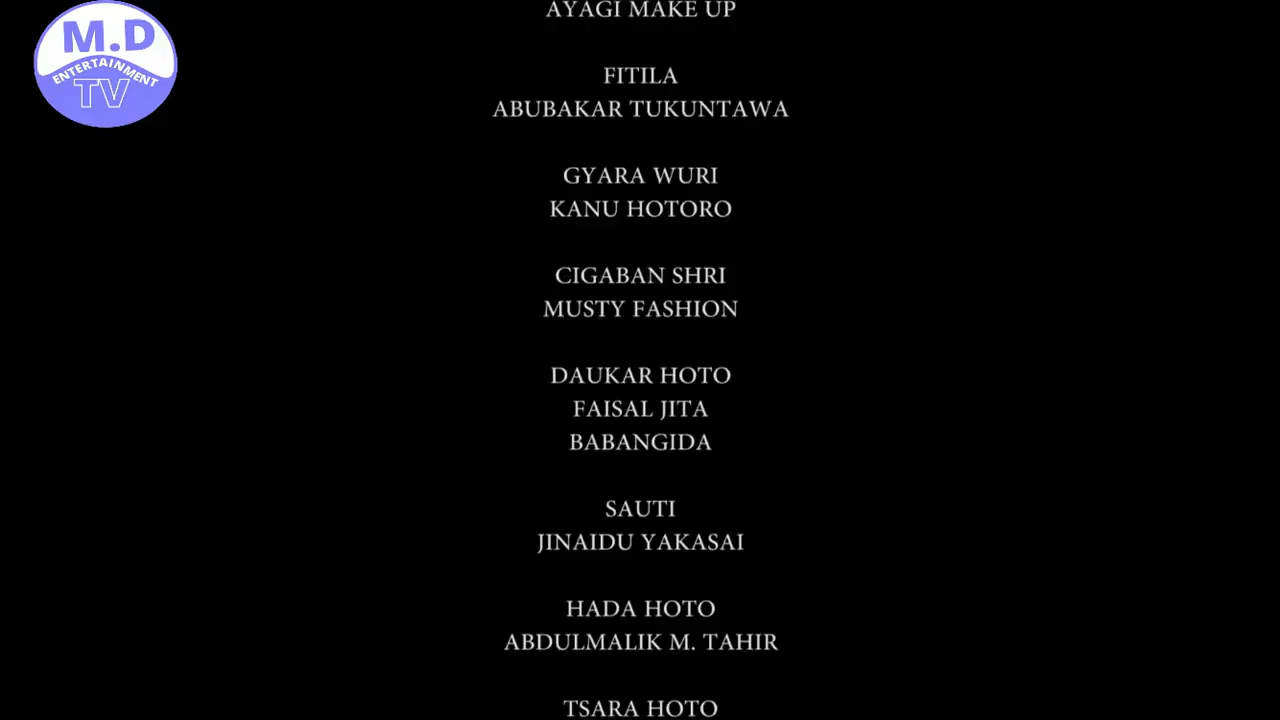 M.D
ENTERTAINMENT
TV
AYAGI MAKE UP
FITILA
ABUBAKAR TUKUNTAWA
GYARA WURI
KANU HOTORO
CIGABAN SHRI
MUSTY FASHION
DAUKAR HOTO
FAISAL JITA
BABANGIDA
SAUTI
JINAIDU YAKASAI
HADA HOTO
ABDULMALIK M. TAHIR
TSARA HOTO